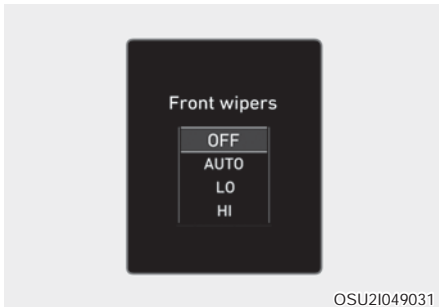 Front wipers
OFF
AUTO
LO
HI
OSU2I049031